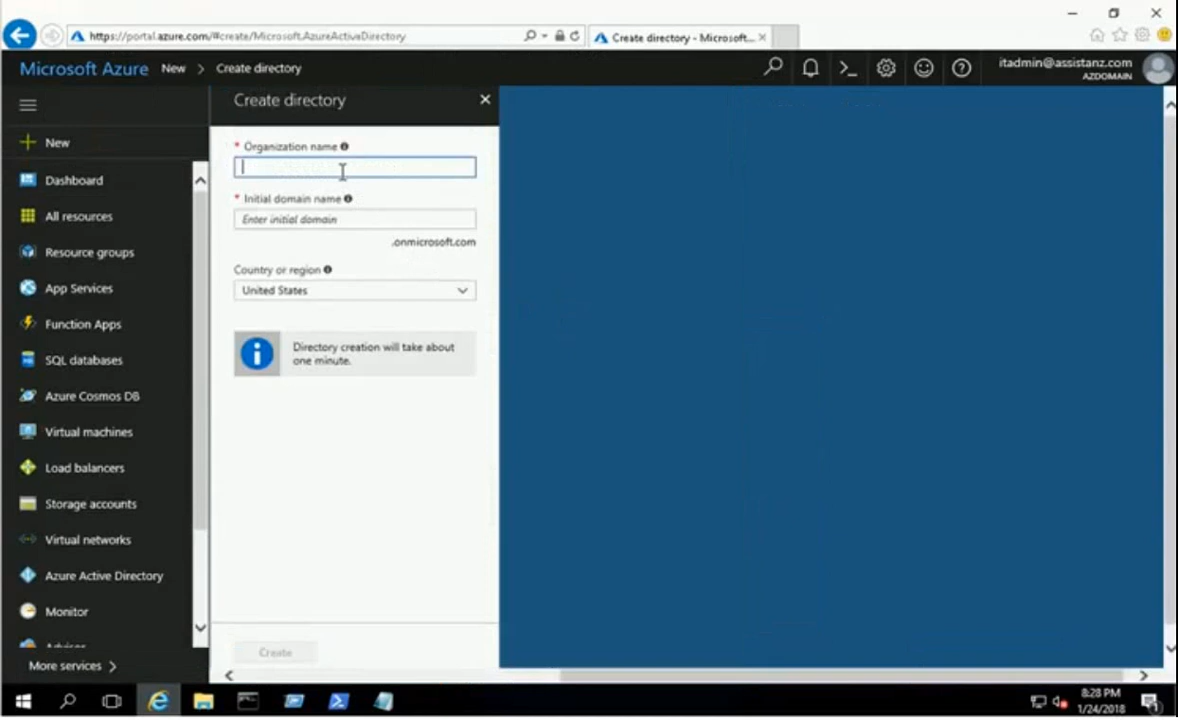 https://portal.azure.com/#create/Microsoft.AzureActiveDirectory
Create directory - Microsoft...
Microsoft Azure New > Create directory
itadmin@assistanz.com
AZDOMAIN
Create directory
* Organization name
* Initial domain name
Enter initial domain
.onmicrosoft.com
Country or region
United States
Directory creation will take about
one minute.
Create
New
Dashboard
All resources
Resource groups
App Services
Function Apps
SQL databases
Azure Cosmos DB
Virtual machines
Load balancers
Storage accounts
Virtual networks
Azure Active Directory
Monitor
More services >
8:28 PM
1/24/2018